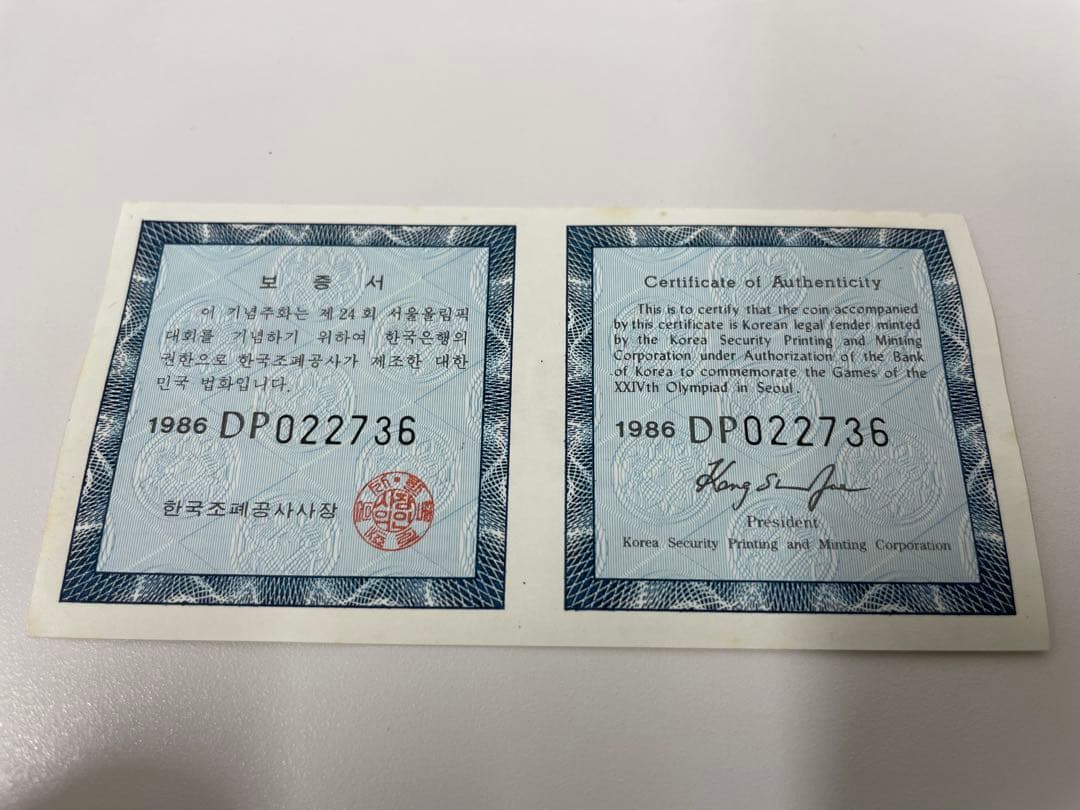 보 증 서
이 기념주화는 제 24 회 서울올림픽
대회를 기념하기 위하여 한국은행의
권한으로 한국조폐공사가 제조한 대한
민국 법화입니다.
1986 DP022736
한국조폐공사사장
Certificate of Authenticity
This is to certify that the coin accompanied
by this certificate is Korean legal tender minted
by the Korea Security Printing and Minting
Corporation under Authorization of the Bank
of Korea to commemorate the Games of the
XXIVth Olympiad in Seoul.
1986 DP022736
President
Korea Security Printing and Minting Corporation